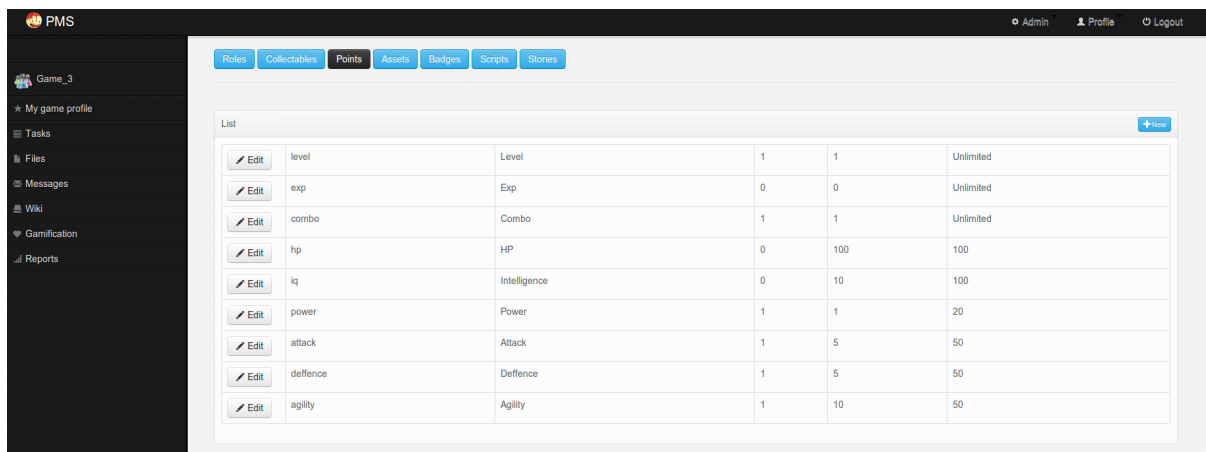 PMS
Admin Profile Logout
Roles Collectables Points Assets Badges Scripts Stories
Game_3
My game profile
Tasks
Files
Messages
Wiki
Gamification
Reports
List New
Edit level Level 1 1 Unlimited
Edit exp Exp 0 0 Unlimited
Edit combo Combo 1 1 Unlimited
Edit hp HP 0 100 100
Edit iq Intelligence 0 10 100
Edit power Power 1 1 20
Edit attack Attack 1 5 50
Edit deffence Deffence 1 5 50
Edit agility Agility 1 10 50